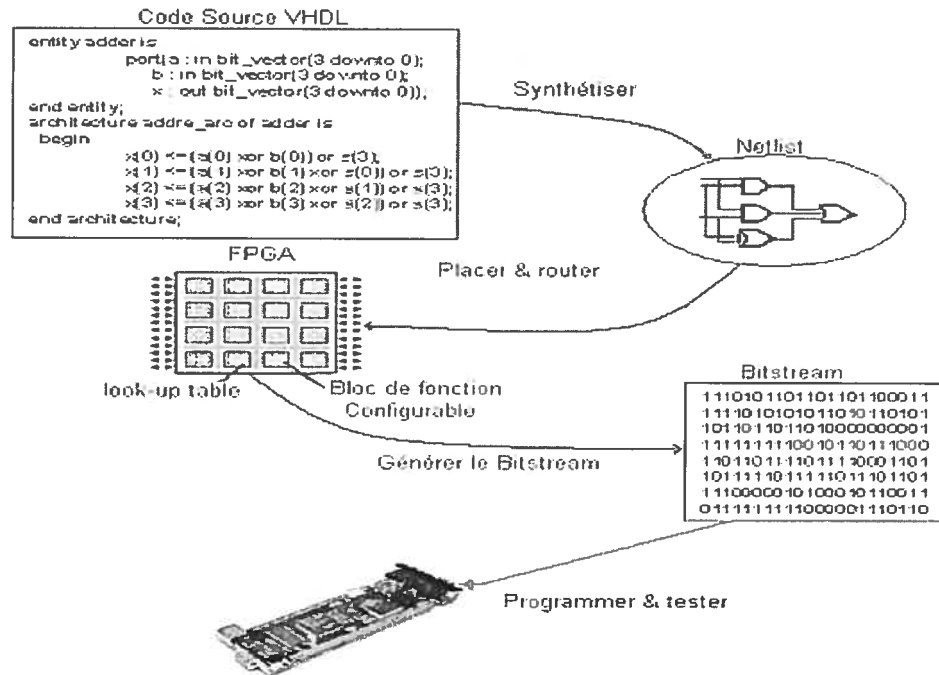 Code Source VHDL
entity adder is
port(a : in bit_vector(3 downto 0);
b : in bit_vector(3 downto 0);
x : out bit_vector(3 downto 0));
end entity;
architecture addre_arc of adder is
begin
x(0) <=(a(0) xor b(0)) or s(3);
x(1) <=(a(1) xor b(1) xor s(0)) or s(3);
x(2) <=(a(2) xor b(2) xor s(1)) or s(3);
x(3) <=(a(3) xor b(3) xor s(2)) or s(3);
end architecture;
Synthétiser
Netlist
FPGA
Placer & router
look-up table
Bloc de fonction
Configurable
Bitstream
Générer le Bitstream
Programmer & tester